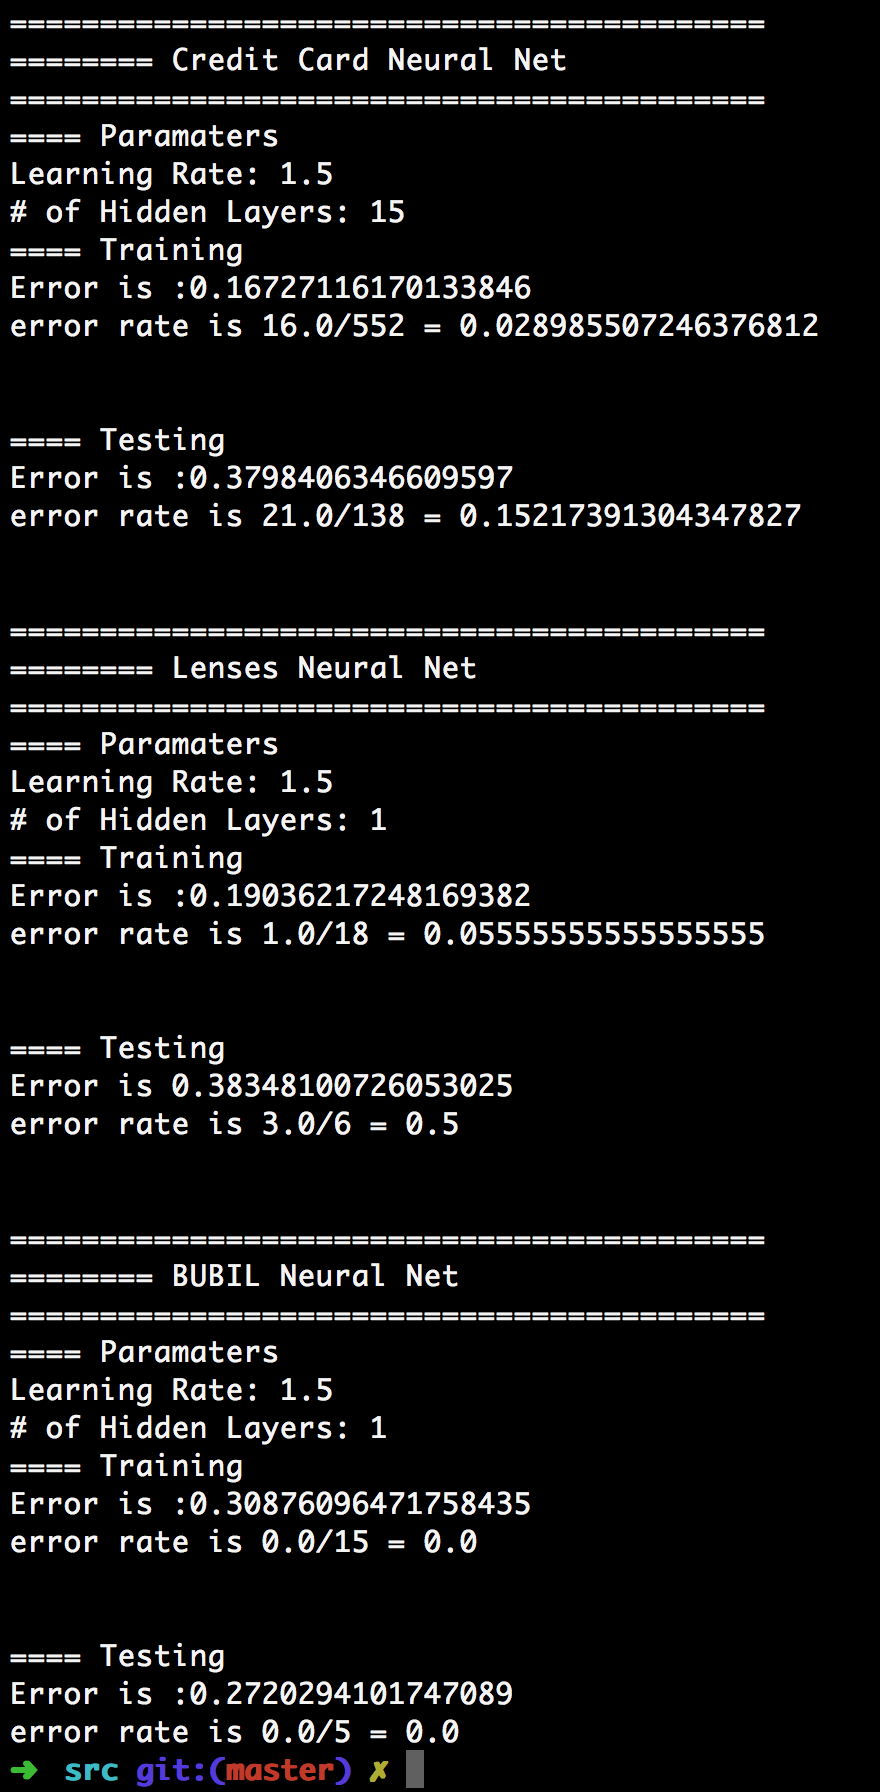 ==========================================
======== Credit Card Neural Net
==========================================
==== Paramaters
Learning Rate: 1.5
# of Hidden Layers: 15
==== Training
Error is :0.16727116170133846
error rate is 16.0/552 = 0.028985507246376812
==== Testing
Error is :0.3798406346609597
error rate is 21.0/138 = 0.15217391304347827
==========================================
======== Lenses Neural Net
==========================================
==== Paramaters
Learning Rate: 1.5
# of Hidden Layers: 1
==== Training
Error is :0.19036217248169382
error rate is 1.0/18 = 0.05555555555555555
==== Testing
Error is 0.38348100726053025
error rate is 3.0/6 = 0.5
==========================================
======== BUBIL Neural Net
==========================================
==== Paramaters
Learning Rate: 1.5
# of Hidden Layers: 1
==== Training
Error is :0.30876096471758435
error rate is 0.0/15 = 0.0
==== Testing
Error is :0.2720294101747089
error rate is 0.0/5 = 0.0
➜ src git:(master) ✗